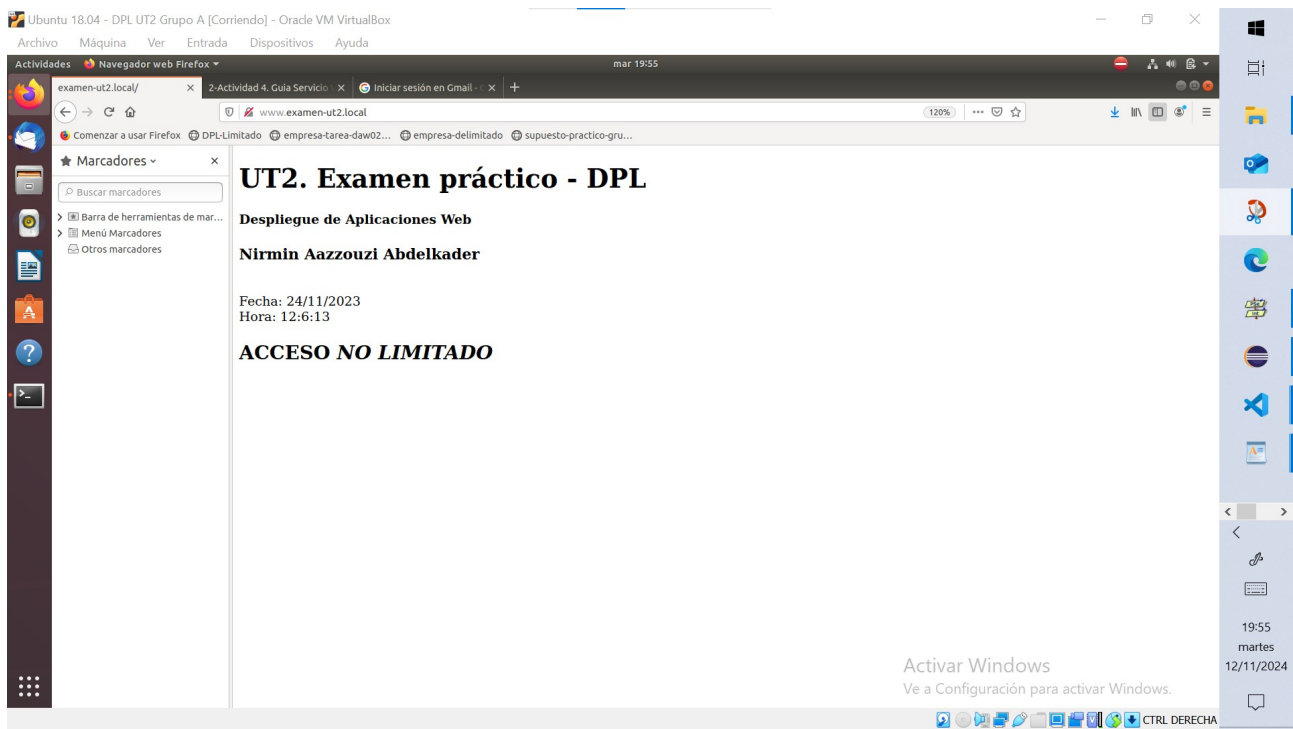 Ubuntu 18.04 - DPL UT2 Grupo A [Corriendo] - Oracle VM VirtualBox
Archivo Máquina Ver Entrada Dispositivos Ayuda
Actividades Navegador web Firefox mar 19:55
examen-ut2.local/ 2-Actividad 4. Guia Servicio Iniciar sesión en Gmail -
www.examen-ut2.local 120%
Comenzar a usar Firefox DPL-Limitado empresa-tarea-daw02... empresa-delimitado supuesto-practico-gru...
Marcadores
Buscar marcadores
Barra de herramientas de mar...
Menú Marcadores
Otros marcadores
UT2. Examen práctico - DPL
Despliegue de Aplicaciones Web
Nirmin Aazzouzi Abdelkader
Fecha: 24/11/2023
Hora: 12:6:13
ACCESO NO LIMITADO
Activar Windows
Ve a Configuración para activar Windows.
CTRL DERECHA
19:55
martes
12/11/2024